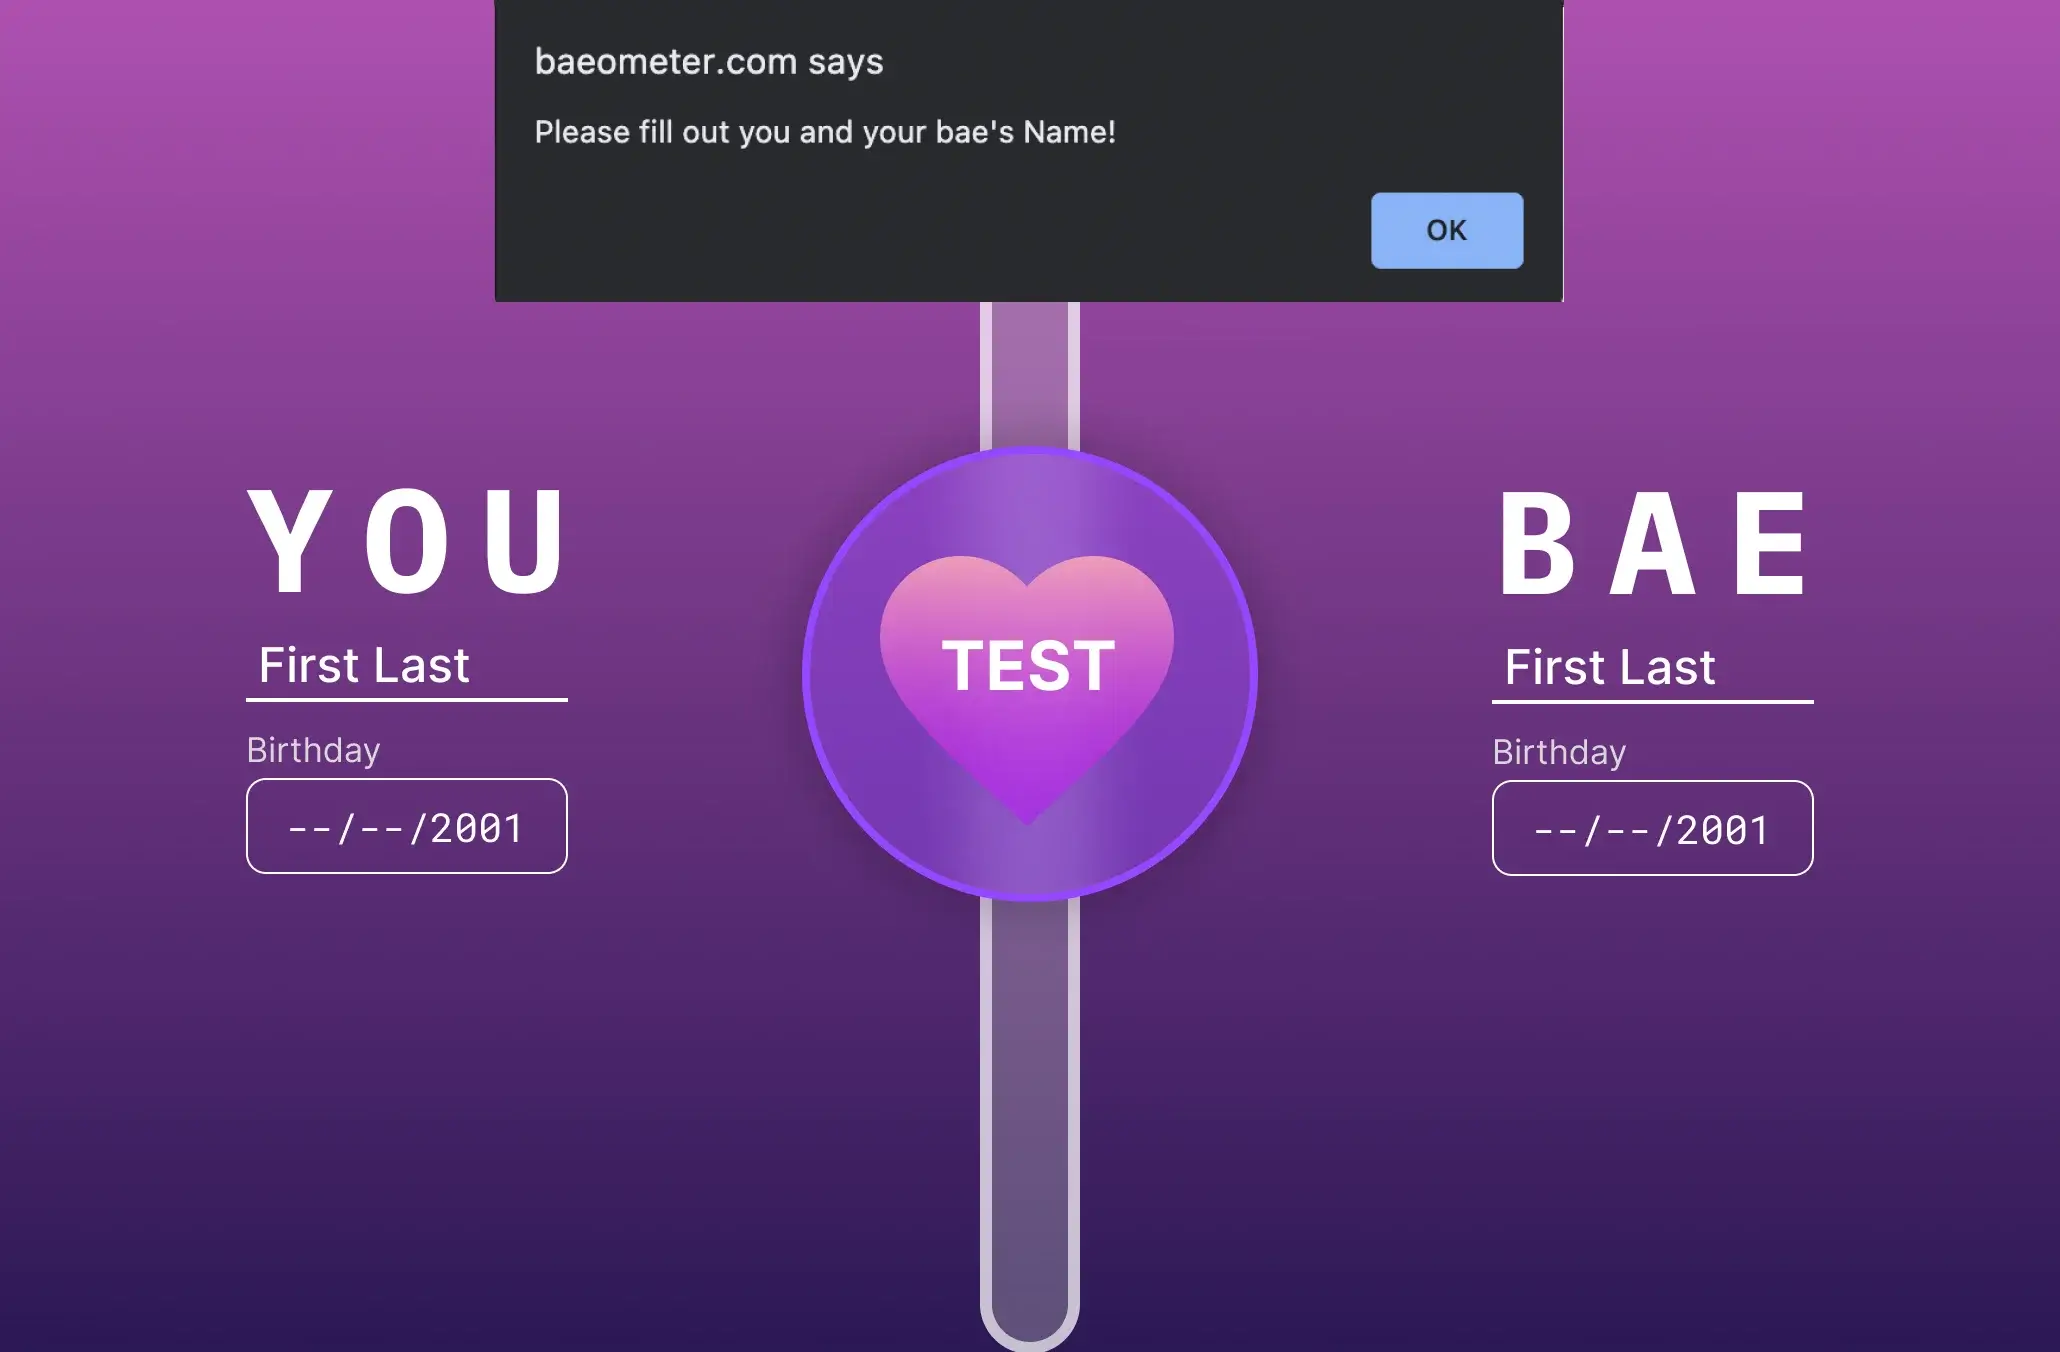 baeometer.com says
Please fill out you and your bae's Name!
OK
YOU
First Last
Birthday
--/--/2001
TEST
BAE
First Last
Birthday
--/--/2001